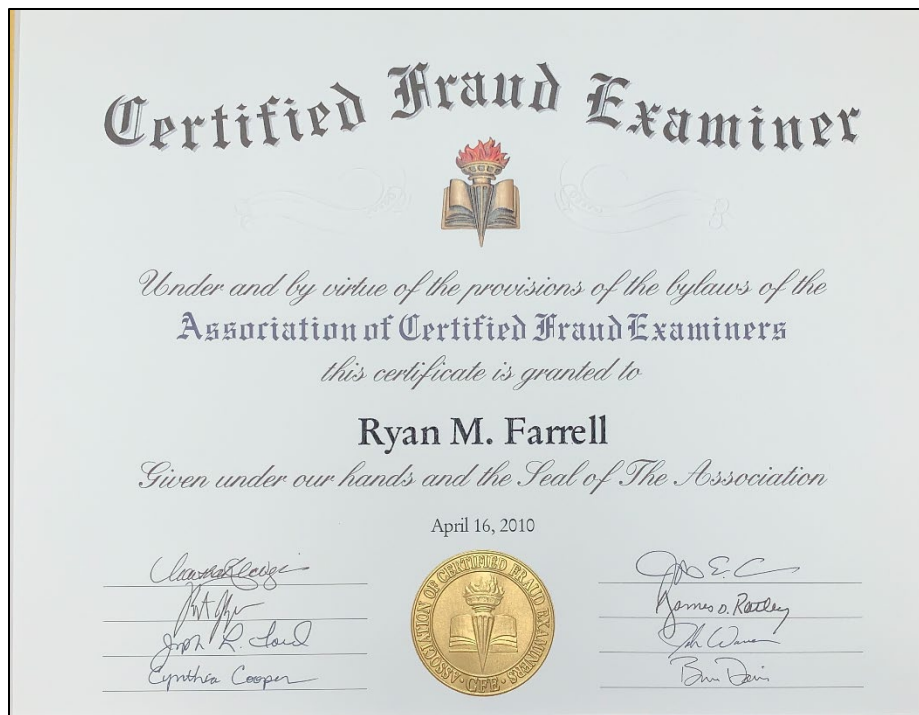 Certified Fraud Examiner
Under and by virtue of the provisions of the bylaws of the
Association of Certified Fraud Examiners
this certificate is granted to
Ryan M. Farrell
Given under our hands and the Seal of The Association
April 16, 2010
Cynthia Cooper
James D. Ratley
ASSOCIATION OF CERTIFIED FRAUD EXAMINERS
CFE